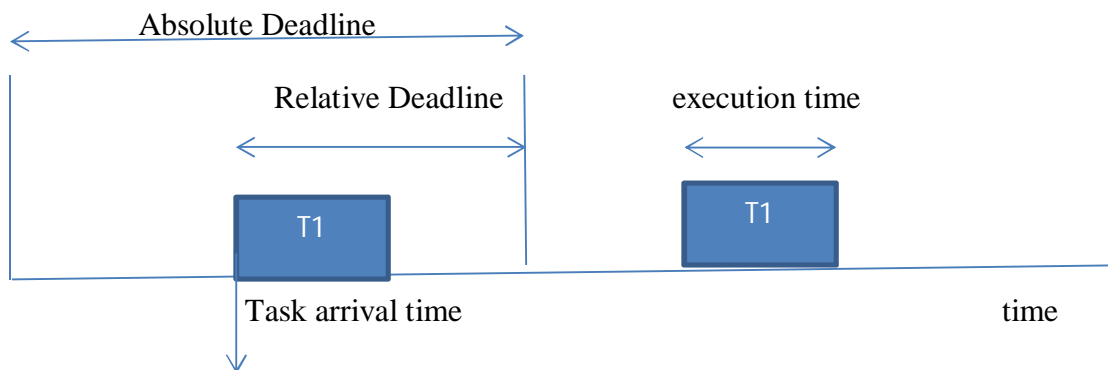 Absolute Deadline
Relative Deadline execution time
T1 T1
Task arrival time time